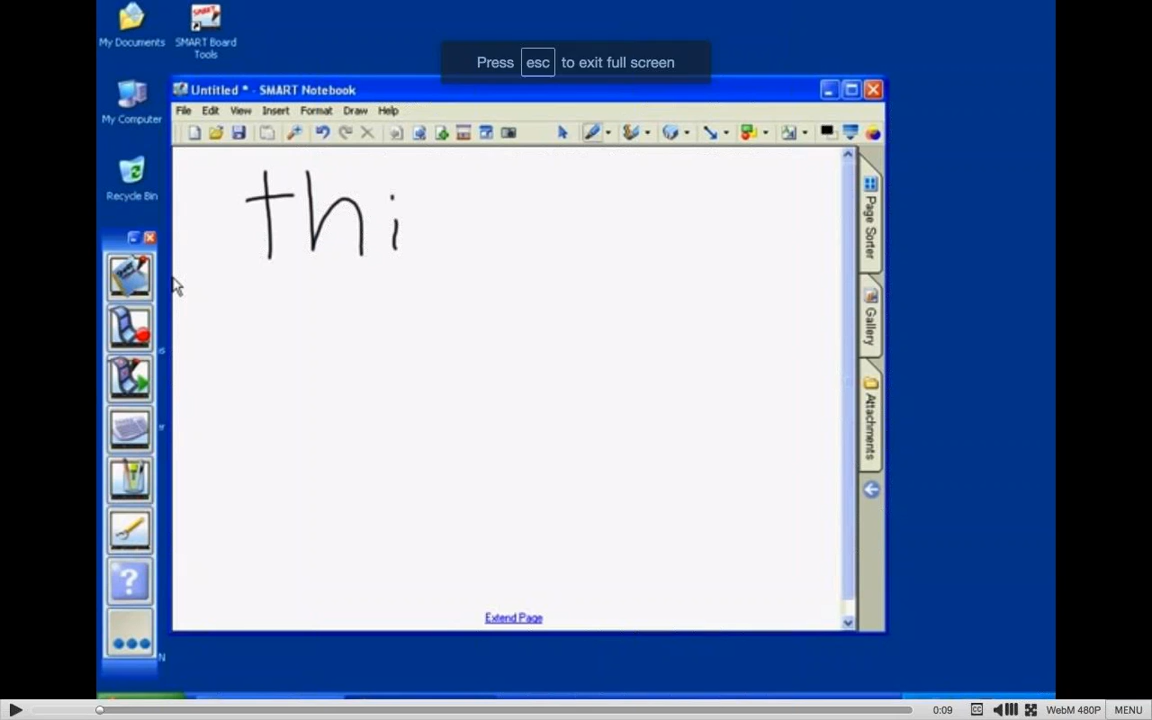 My Documents
SMART Board Tools
Press esc to exit full screen
My Computer
Untitled * - SMART Notebook
File Edit View Insert Format Draw Help
Recycle Bin
thi
Page Sorter
Gallery
Attachments
Extend Page
0:09 CC WebM 480P MENU